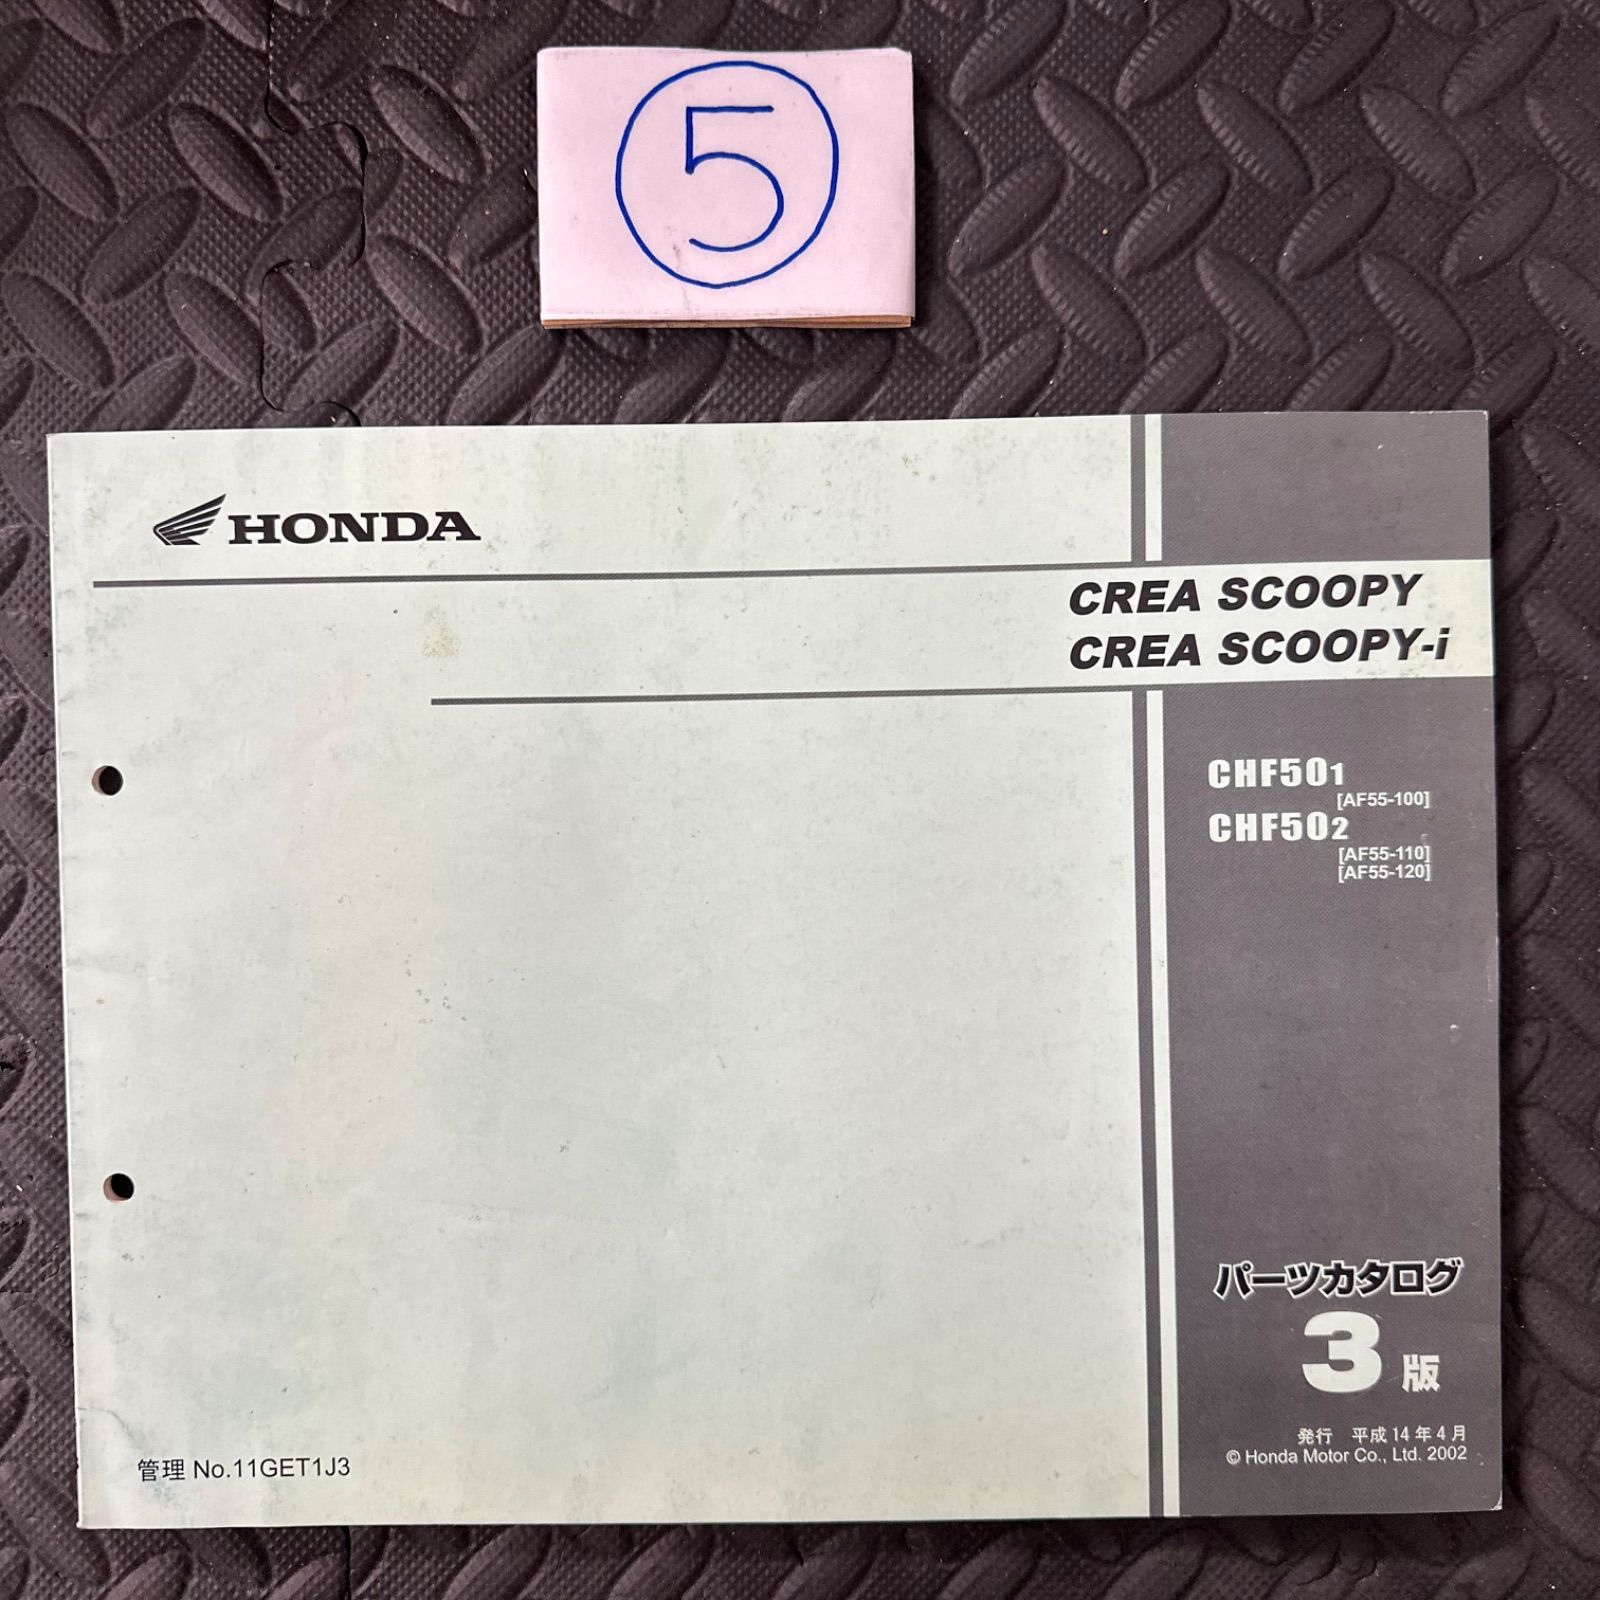 ⑤
HONDA
CREA SCOOPY
CREA SCOOPY-i
CHF501
[AF55-100]
CHF502
[AF55-110]
[AF55-120]
パーツカタログ
3版
発行 平成14年4月
© Honda Motor Co., Ltd. 2002
管理 No.11GET1J3